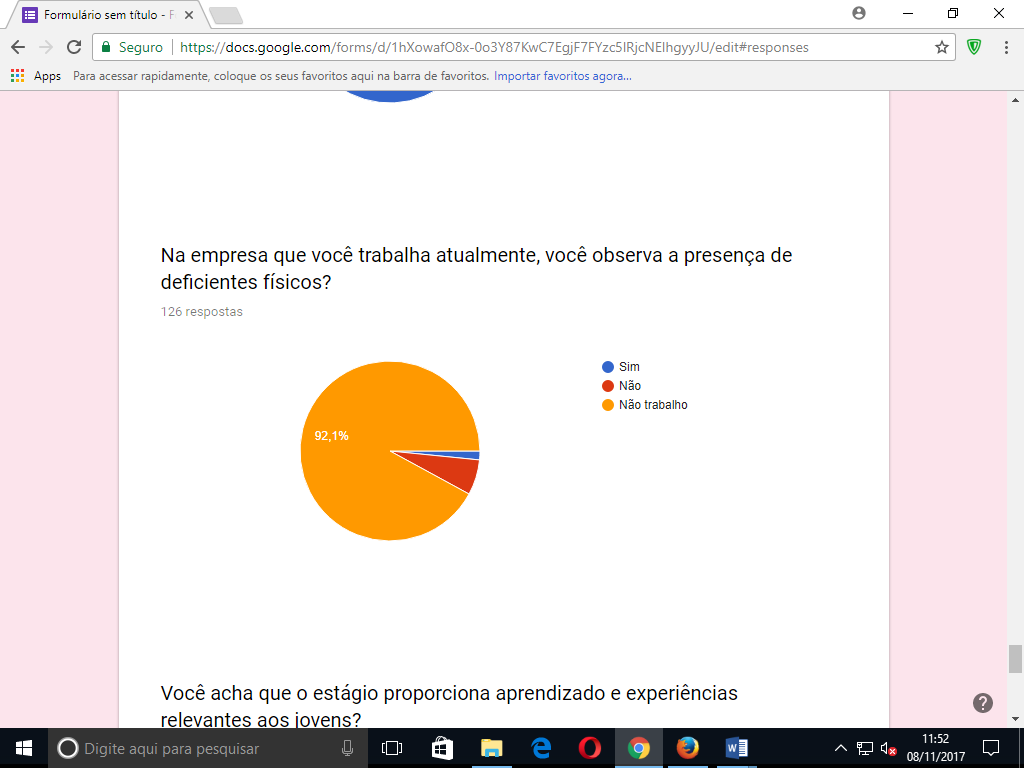 Formulário sem título - F
Seguro
https://docs.google.com/forms/d/1hXowafO8x-0o3Y87KwC7EgjF7FYzc5lRjcNElhgyyJU/edit#responses
Apps
Para acessar rapidamente, coloque os seus favoritos aqui na barra de favoritos.
Importar favoritos agora...
Na empresa que você trabalha atualmente, você observa a presença de
deficientes físicos?
126 respostas
Sim
Não
Não trabalho
92,1%
Você acha que o estágio proporciona aprendizado e experiências
relevantes aos jovens?
?
Digite aqui para pesquisar
11:52
08/11/2017